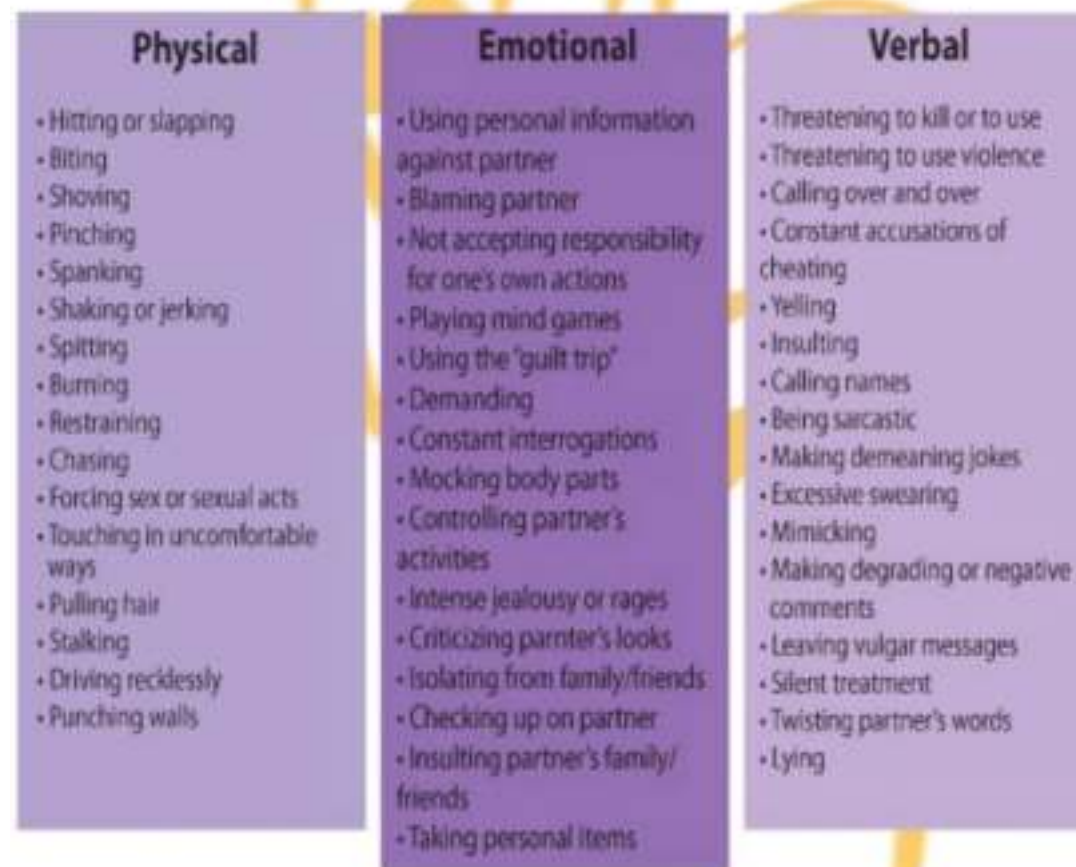 Physical
• Hitting or slapping
• Biting
• Shoving
• Pinching
• Spanking
• Shaking or jerking
• Spitting
• Burning
• Restraining
• Chasing
• Forcing sex or sexual acts
• Touching in uncomfortable
ways
• Pulling hair
• Stalking
• Driving recklessly
• Punching walls
Emotional
• Using personal information
against partner
• Blaming partner
• Not accepting responsibility
for one's own actions
• Playing mind games
• Using the "guilt trip"
• Demanding
• Constant interrogations
• Mocking body parts
• Controlling partner's
activities
• Intense jealousy or rages
• Criticizing parnter's looks
• Isolating from family/friends
• Checking up on partner
• Insulting partner's family/
friends
• Taking personal items
Verbal
• Threatening to kill or to use
• Threatening to use violence
• Calling over and over
• Constant accusations of
cheating
• Yelling
• Insulting
• Calling names
• Being sarcastic
• Making demeaning jokes
• Excessive swearing
• Mimicking
• Making degrading or negative
comments
• Leaving vulgar messages
• Silent treatment
• Twisting partner's words
• Lying